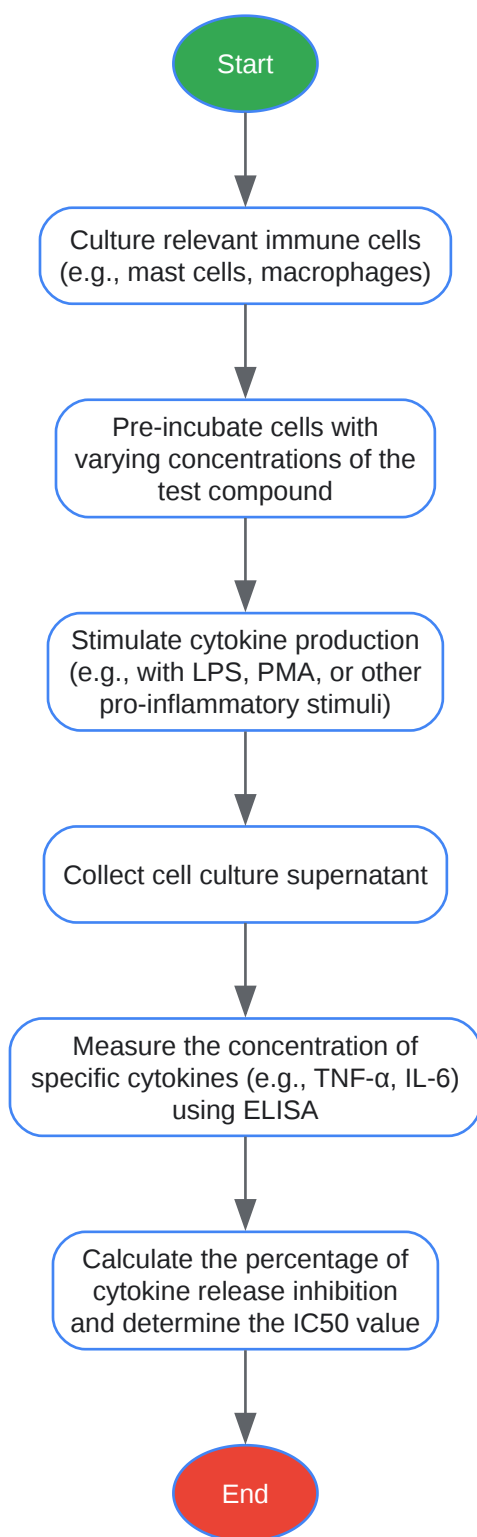 Start
Culture relevant immune cells
(e.g., mast cells, macrophages)
Pre-incubate cells with
varying concentrations of the
test compound
Stimulate cytokine production
(e.g., with LPS, PMA, or other
pro-inflammatory stimuli)
Collect cell culture supernatant
Measure the concentration of
specific cytokines (e.g., TNF-α, IL-6)
using ELISA
Calculate the percentage of
cytokine release inhibition
and determine the IC50 value
End